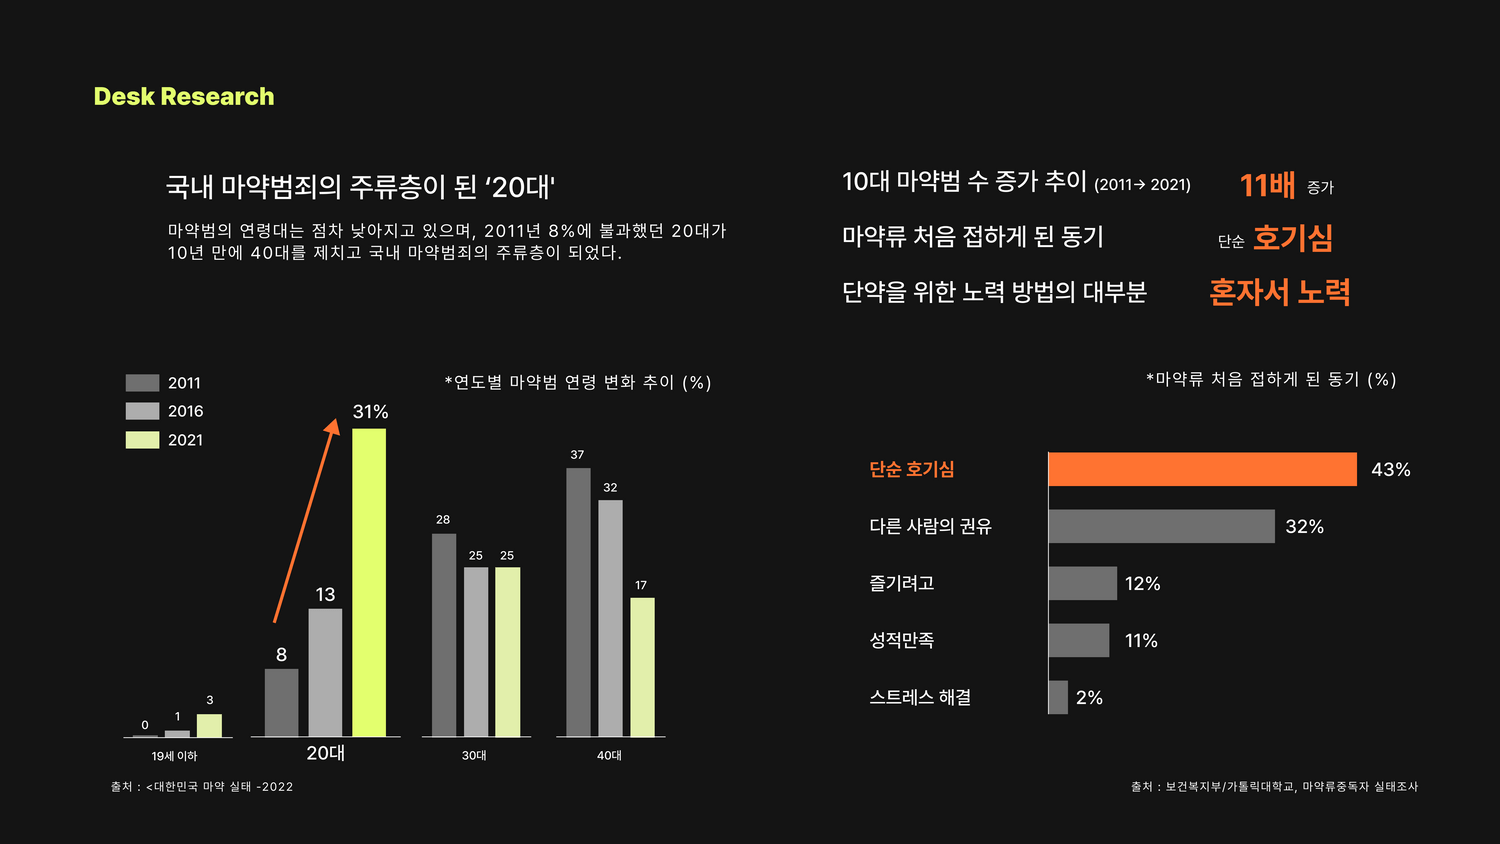 Desk Research
국내 마약범죄의 주류층이 된 ‘20대'
마약범의 연령대는 점차 낮아지고 있으며, 2011년 8%에 불과했던 20대가
10년 만에 40대를 제치고 국내 마약범죄의 주류층이 되었다.
10대 마약범 수 증가 추이 (2011→ 2021) 11배 증가
마약류 처음 접하게 된 동기 단순 호기심
단약을 위한 노력 방법의 대부분 혼자서 노력
2011
2016
2021
*연도별 마약범 연령 변화 추이 (%)
0 1 3
19세 이하
8 13 31%
20대
28 25 25
30대
37 32 17
40대
출처 : <대한민국 마약 실태 -2022
*마약류 처음 접하게 된 동기 (%)
단순 호기심 43%
다른 사람의 권유 32%
즐기려고 12%
성적만족 11%
스트레스 해결 2%
출처 : 보건복지부/가톨릭대학교, 마약류중독자 실태조사